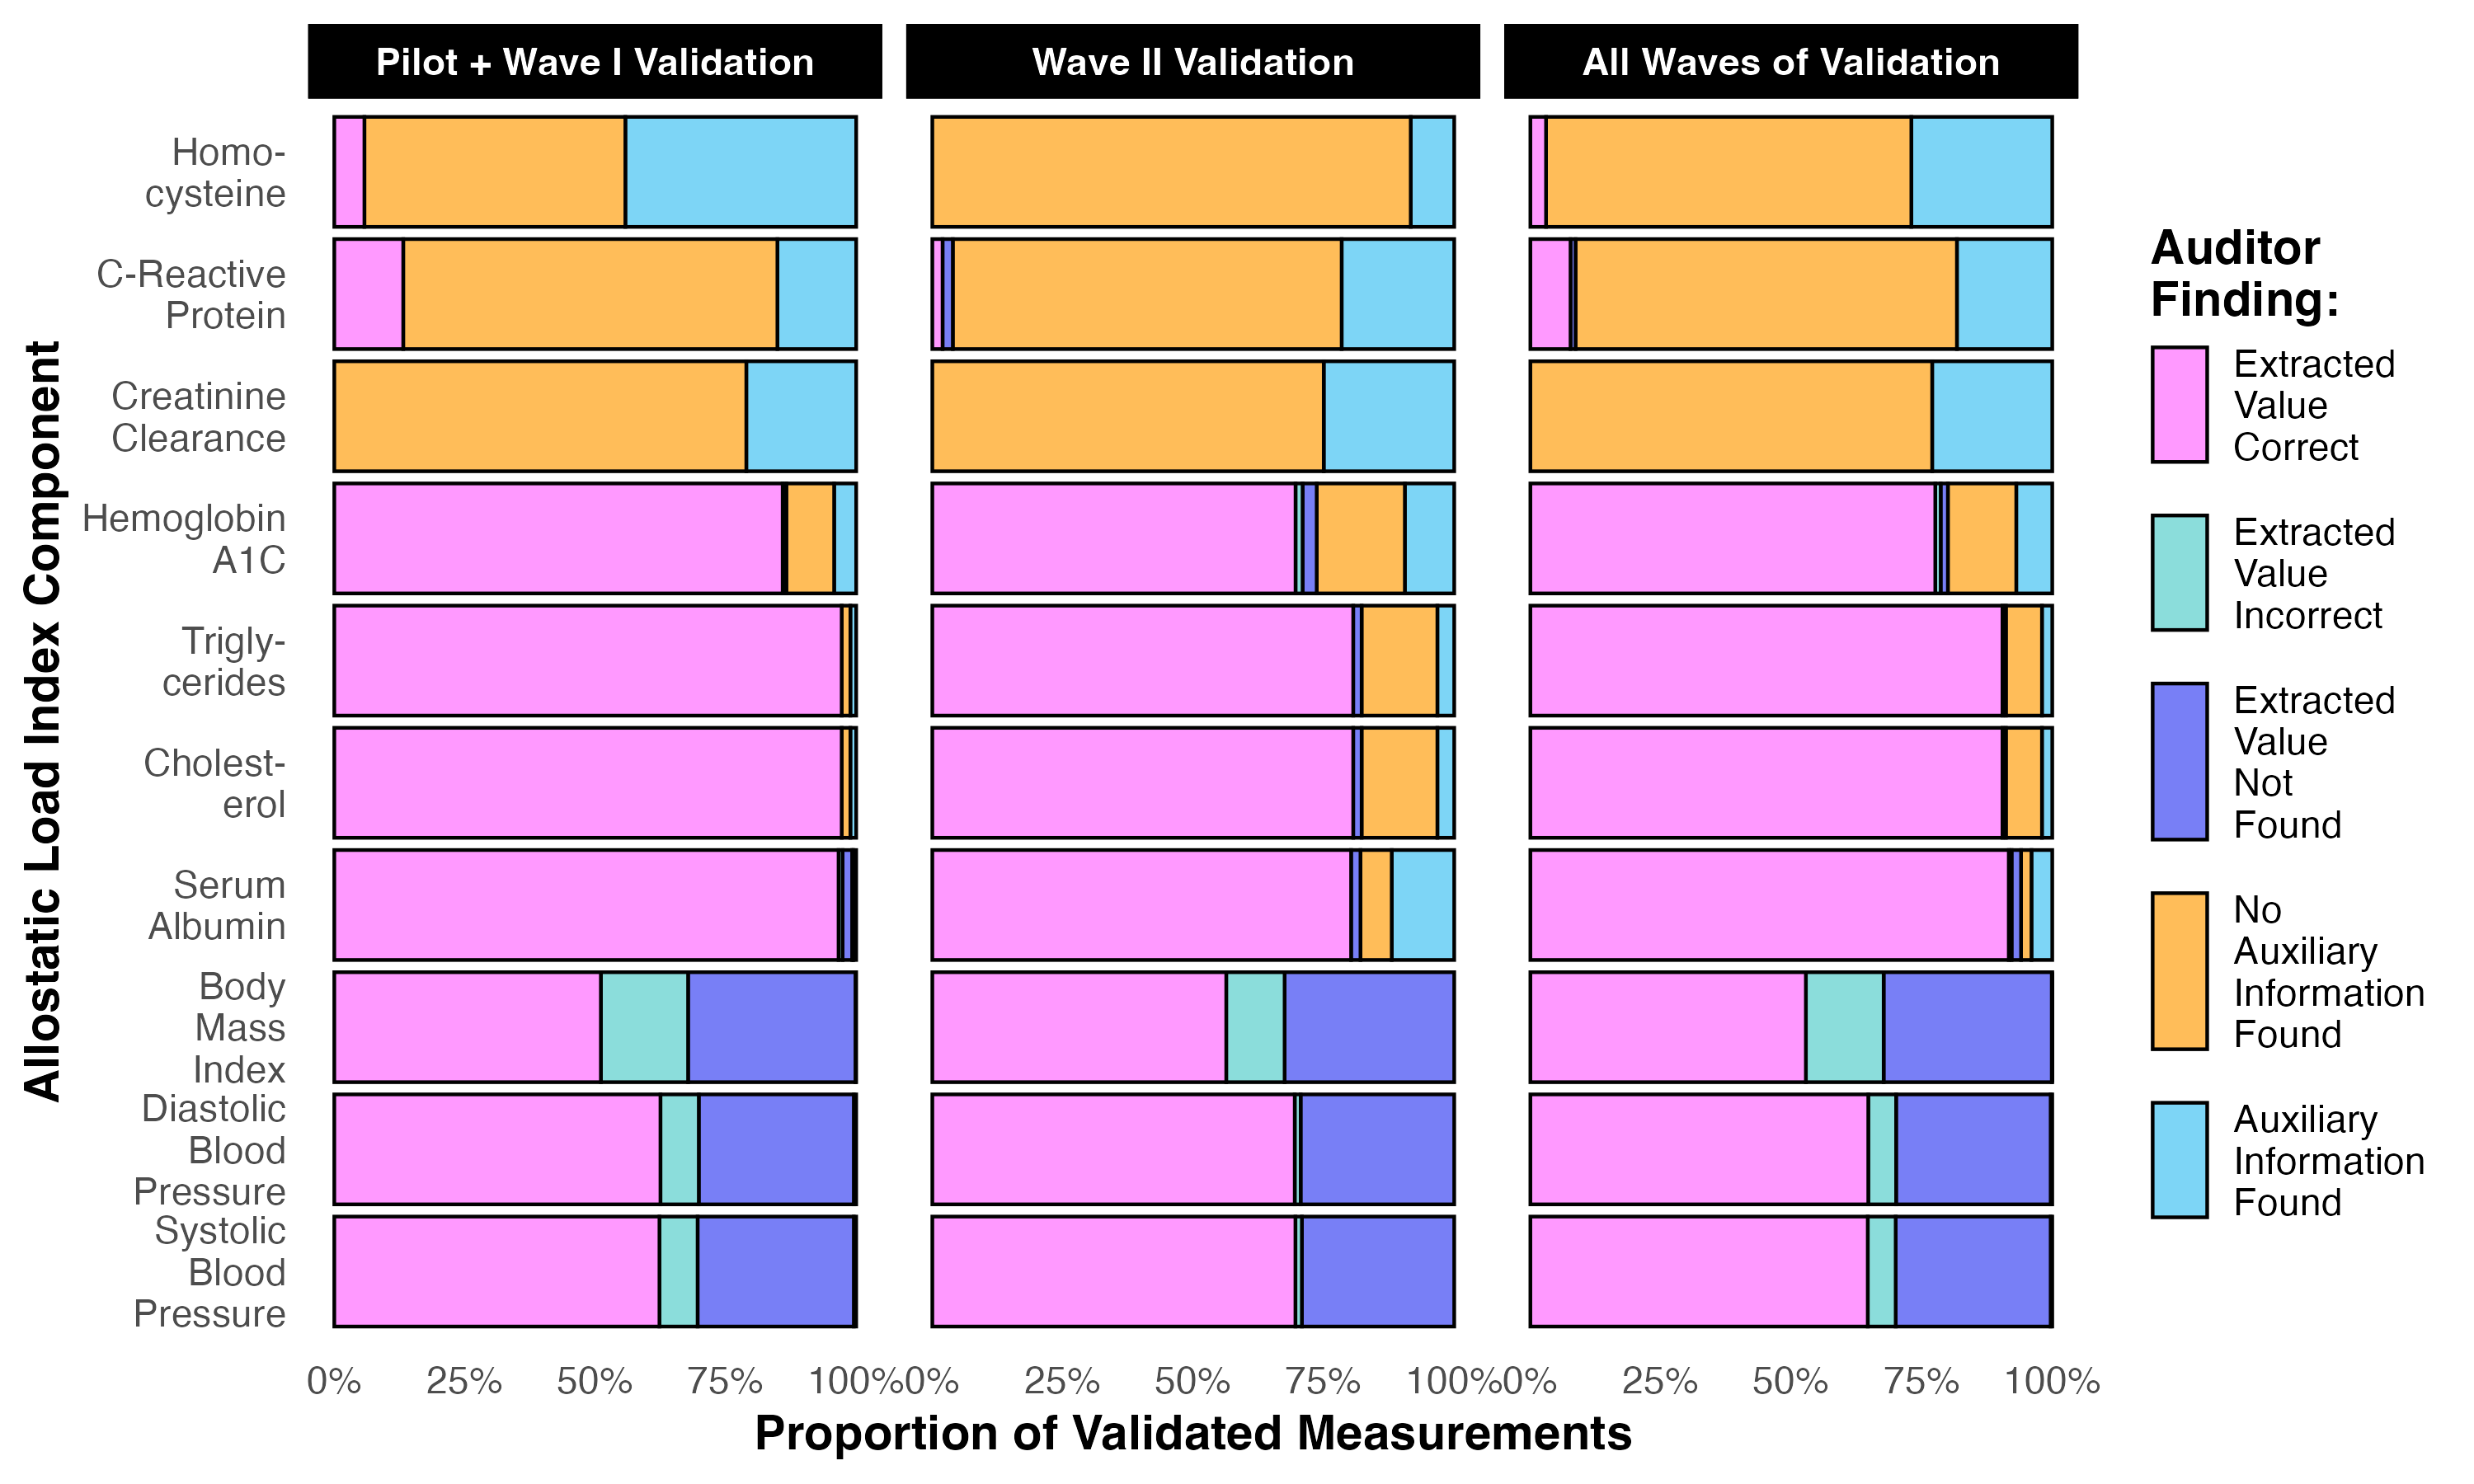 Pilot + Wave I Validation
Wave II Validation
All Waves of Validation
Allostatic Load Index Component
Homo-
cysteine
C-Reactive
Protein
Creatinine
Clearance
Hemoglobin
A1C
Trigly-
cerides
Cholest-
erol
Serum
Albumin
Body
Mass
Index
Diastolic
Blood
Pressure
Systolic
Blood
Pressure
0% 25% 50% 75% 100%
0% 25% 50% 75% 100%
0% 25% 50% 75% 100%
Proportion of Validated Measurements
Auditor
Finding:
Extracted
Value
Correct
Extracted
Value
Incorrect
Extracted
Value
Not
Found
No
Auxiliary
Information
Found
Auxiliary
Information
Found